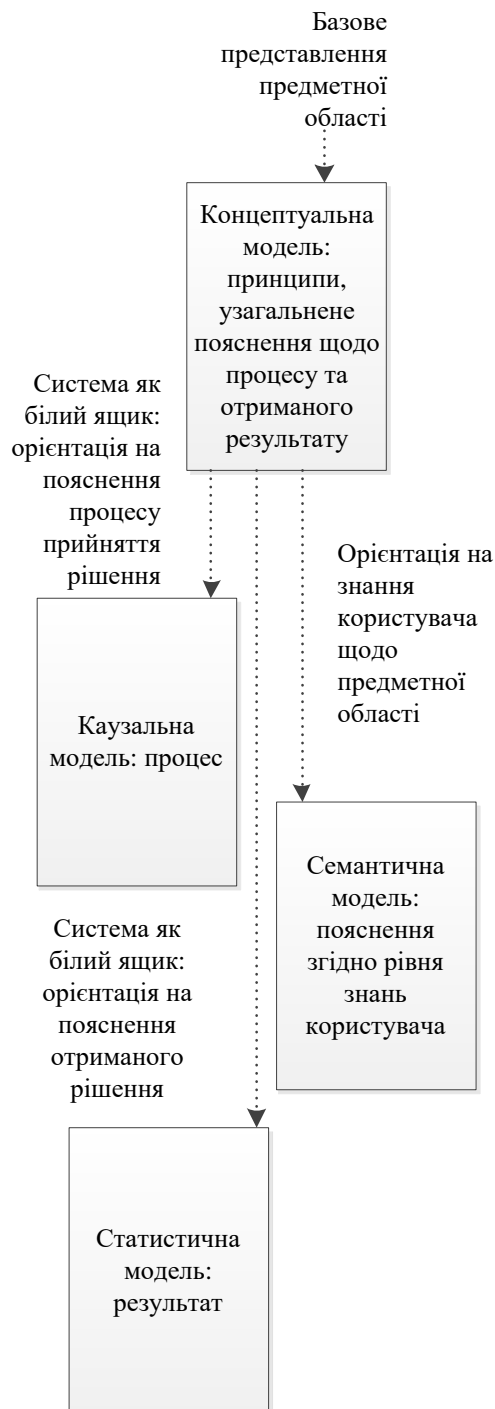 Базове
представлення
предметної
області
Концептуальна
модель:
принципи,
узагальнене
пояснення щодо
процесу та
отриманого
результату
Система як
білий ящик:
орієнтація на
пояснення
процесу
прийняття
рішення
Орієнтація на
знання
користувача
щодо
предметної
області
Каузальна
модель: процес
Семантична
модель:
пояснення
згідно рівня
знань
користувача
Система як
білий ящик:
орієнтація на
пояснення
отриманого
рішення
Статистична
модель:
результат